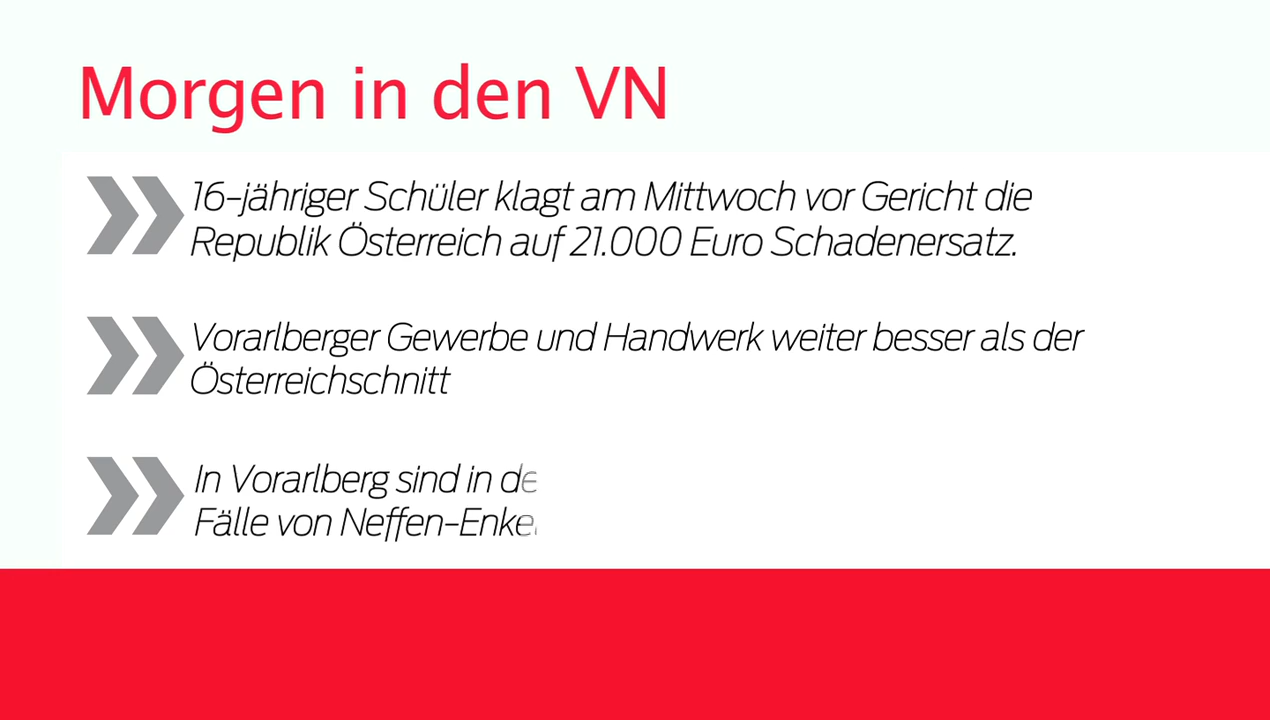 Morgen in den VN
16-jähriger Schüler klagt am Mittwoch vor Gericht die
Republik Österreich auf 21.000 Euro Schadenersatz.
Vorarlberger Gewerbe und Handwerk weiter besser als der
Österreichschnitt
In Vorarlberg sind in
Fälle von